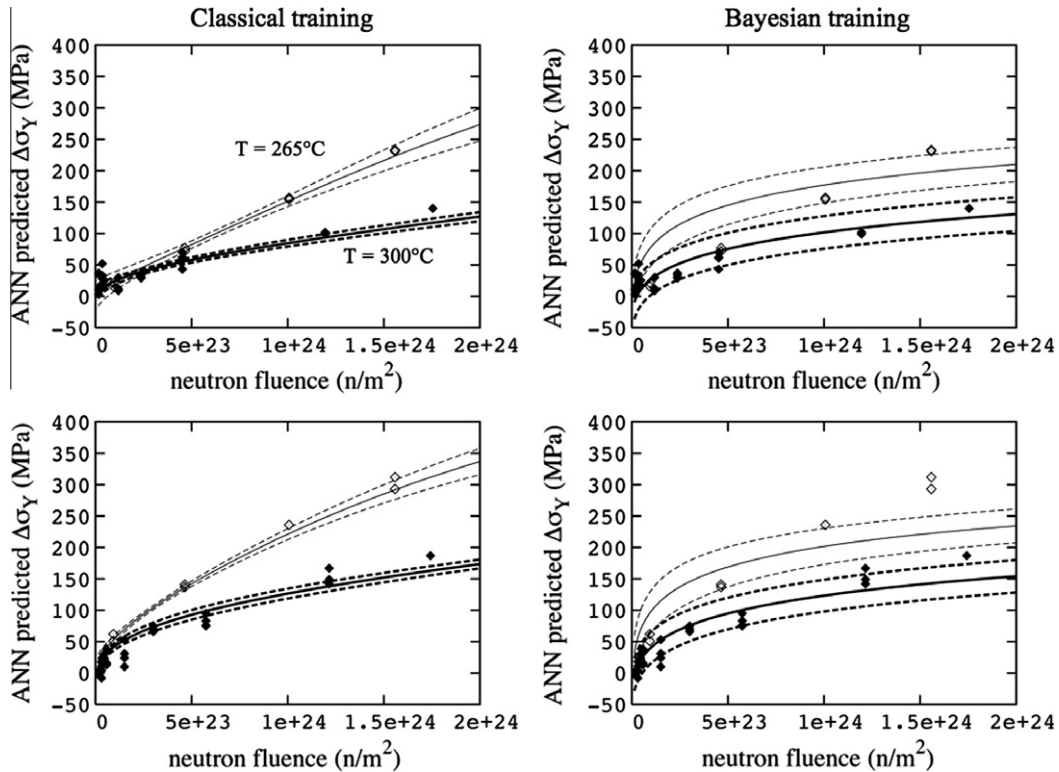 Classical training
Bayesian training
ANN predicted ΔσY (MPa)
400
350
300
250
200
150
100
50
0
−50
T = 265°C
T = 300°C
0 5e+23 1e+24 1.5e+24 2e+24
neutron fluence (n/m²)
ANN predicted ΔσY (MPa)
400
350
300
250
200
150
100
50
0
−50
0 5e+23 1e+24 1.5e+24 2e+24
neutron fluence (n/m²)
ANN predicted ΔσY (MPa)
400
350
300
250
200
150
100
50
0
50
0 5e+23 1e+24 1.5e+24 2e+24
neutron fluence (n/m²)
ANN predicted ΔσY (MPa)
400
350
300
250
200
150
100
50
0
−50
0 5e+23 1e+24 1.5e+24 2e+24
neutron fluence (n/m²)